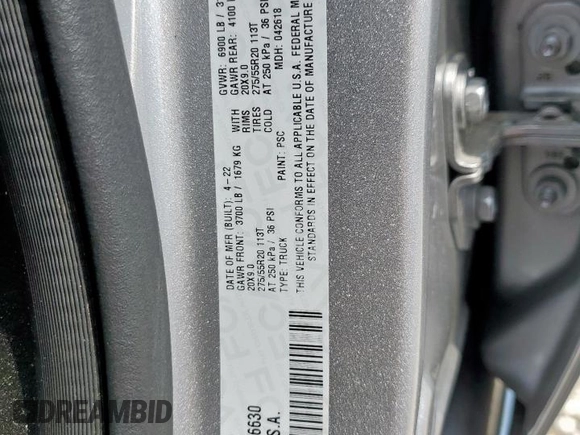 DATE OF MFR (BUILT): 4-22 GVWR: 6900 LB / 3
GAWR FRONT: 3700 LB / 1679 KG WITH GAWR REAR: 4100
20X9.0 RIMS 20X9.0
275/55R20 113T TIRES 275/55R20 113T
AT 250 kPa / 36 PSI COLD AT 250 kPa / 36 PSI
TYPE: TRUCK PAINT: PSC MDH: 042618
THIS VEHICLE CONFORMS TO ALL APPLICABLE U.S.A. FEDERAL M
STANDARDS IN EFFECT ON THE DATE OF MANUFACTURE
6630
S.A.
DREAMBID